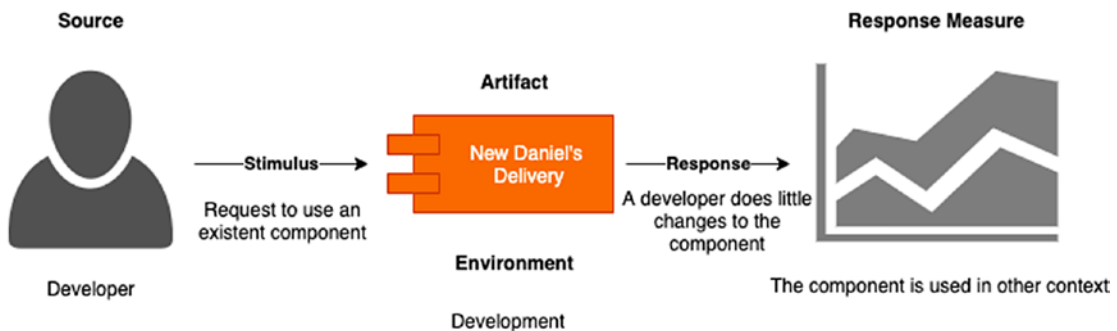 Source
Developer
Stimulus
Request to use an
existent component
Artifact
New Daniel's
Delivery
Environment
Development
Response
A developer does little
changes to the
component
Response Measure
The component is used in other context